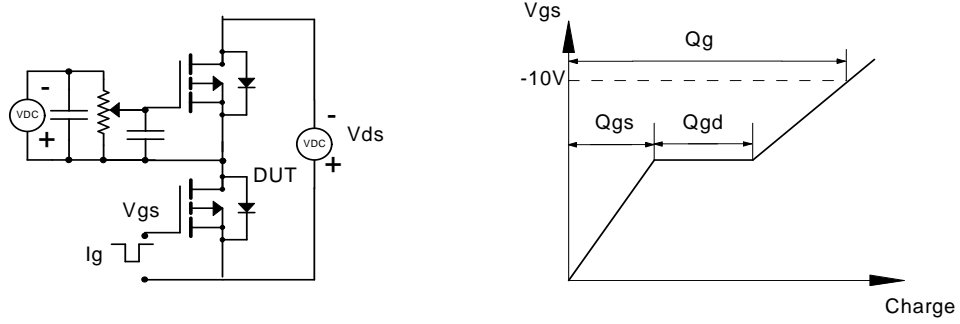 -
VDC
+
-
VDC
+
Vds
DUT
Vgs
Ig
Vgs
Qg
-10V
Qgs
Qgd
Charge